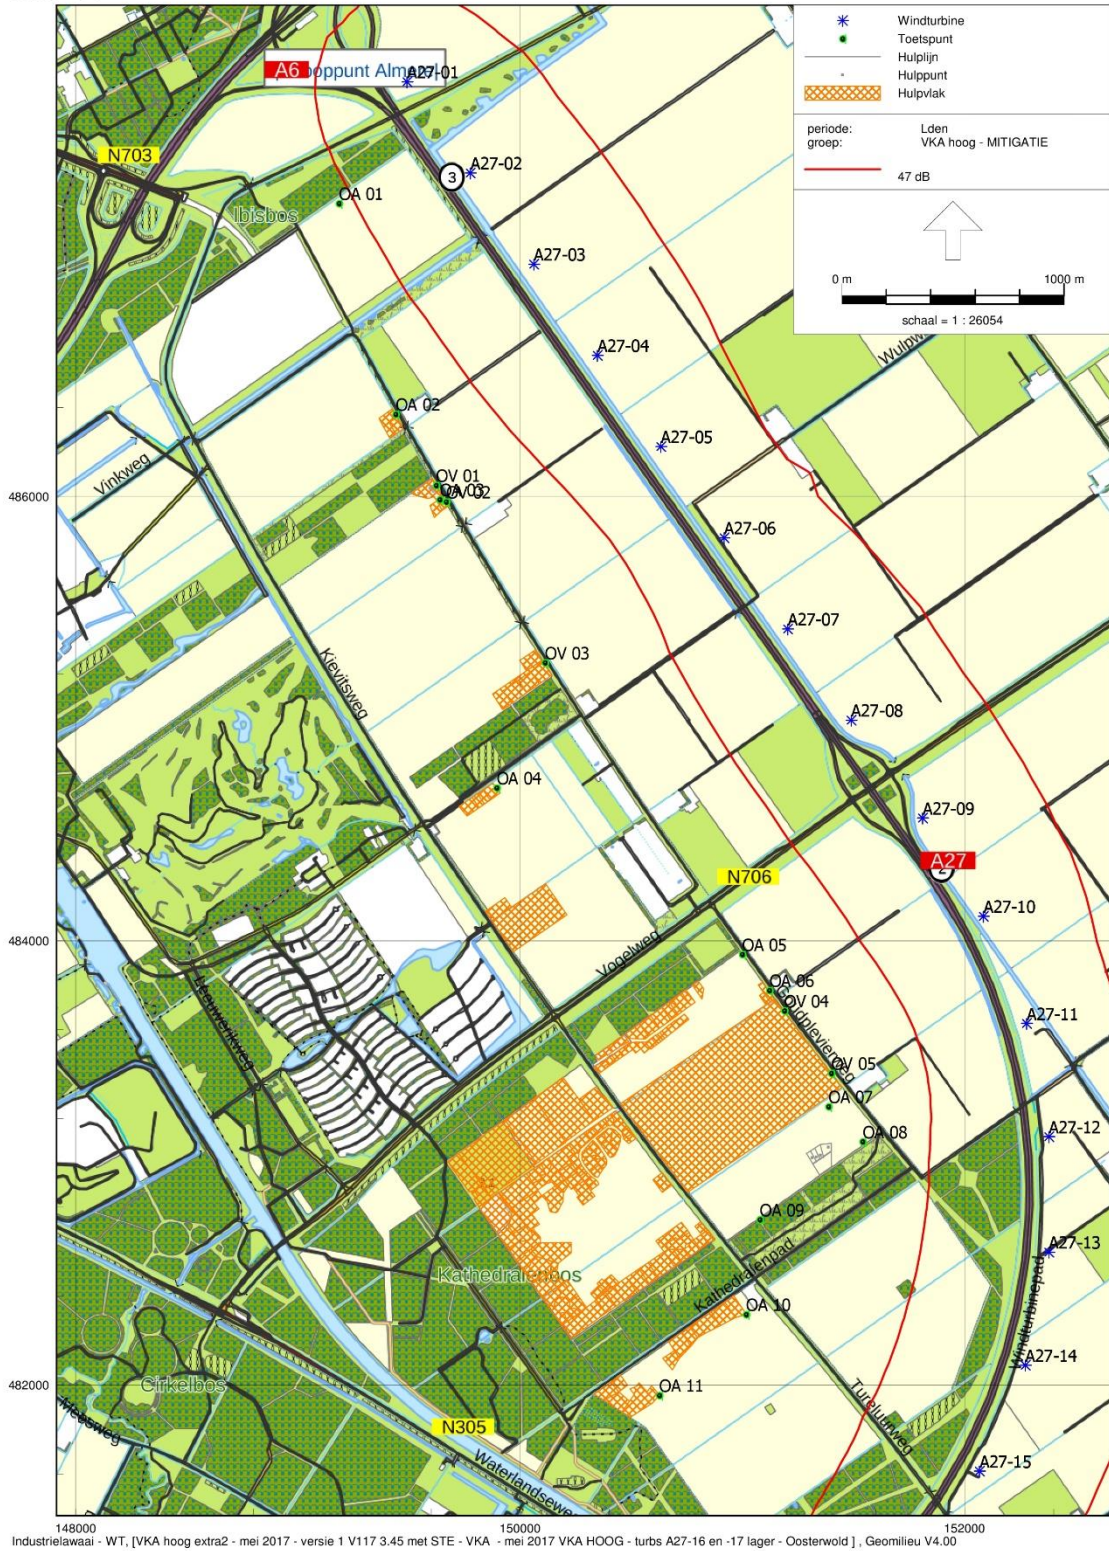 Windturbine
Toetspunt
Hulplijn
Hulppunt
Hulpvlak
periode: Lden
groep: VKA hoog - MITIGATIE
47 dB
0 m 1000 m
schaal = 1 : 26054
A6
A27-01
N703
3
A27-02
OA 01
Ibisbos
A27-03
A27-04
OA 02
A27-05
Vinkweg
OV 01
OA 03
OV 02
486000
A27-06
A27-07
Kievitsweg
OV 03
A27-08
OA 04
A27-09
A27
N706
2
A27-10
484000
OA 05
Vogelweg
OA 06
OV 04
Leeuwerikweg
A27-11
OV 05
OA 07
A27-12
OA 08
OA 09
A27-13
Kathedralenpad
Kathedralenbos
OA 10
Windturbinepad
A27-14
482000
Cirkelbos
OA 11
Tureluurweg
N305
A27-15
148000 150000 152000
Industrielawaai - WT, [VKA hoog extra2 - mei 2017 - versie 1 V117 3.45 met STE - VKA - mei 2017 VKA HOOG - turbs A27-16 en -17 lager - Oosterwold ] , Geomilieu V4.00